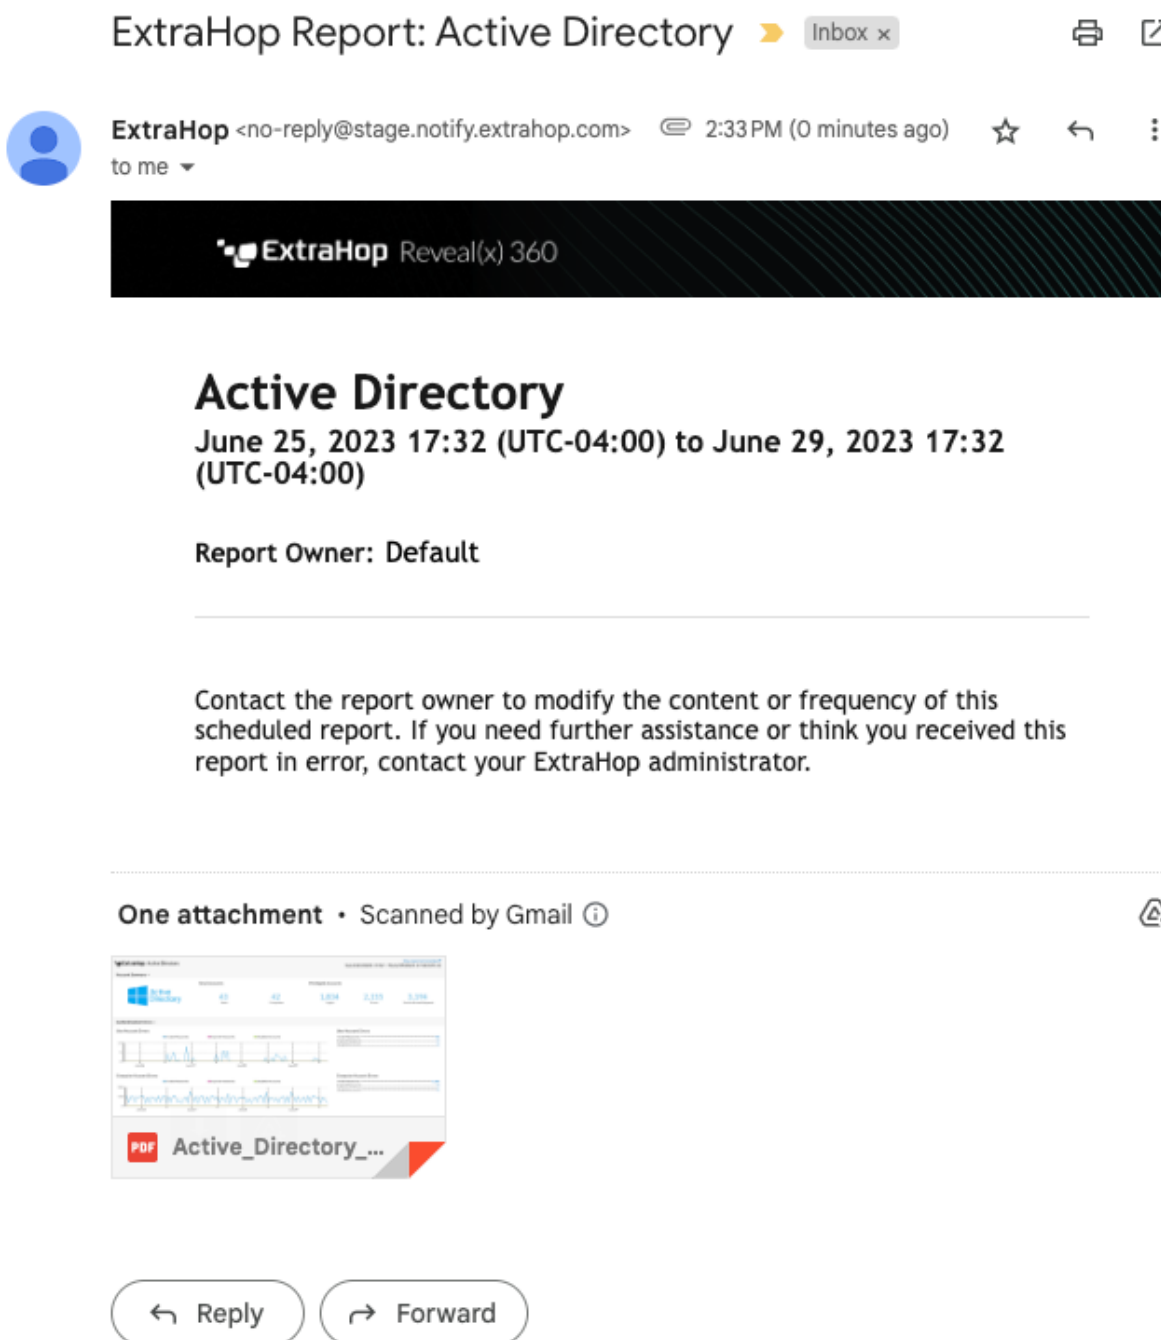 ExtraHop Report: Active Directory Inbox ×
ExtraHop <no-reply@stage.notify.extrahop.com> 2:33 PM (0 minutes ago)
to me
ExtraHop Reveal(x) 360
Active Directory
June 25, 2023 17:32 (UTC-04:00) to June 29, 2023 17:32
(UTC-04:00)
Report Owner: Default
Contact the report owner to modify the content or frequency of this
scheduled report. If you need further assistance or think you received this
report in error, contact your ExtraHop administrator.
One attachment • Scanned by Gmail
Active Directory
PDF Active_Directory_...
Reply Forward